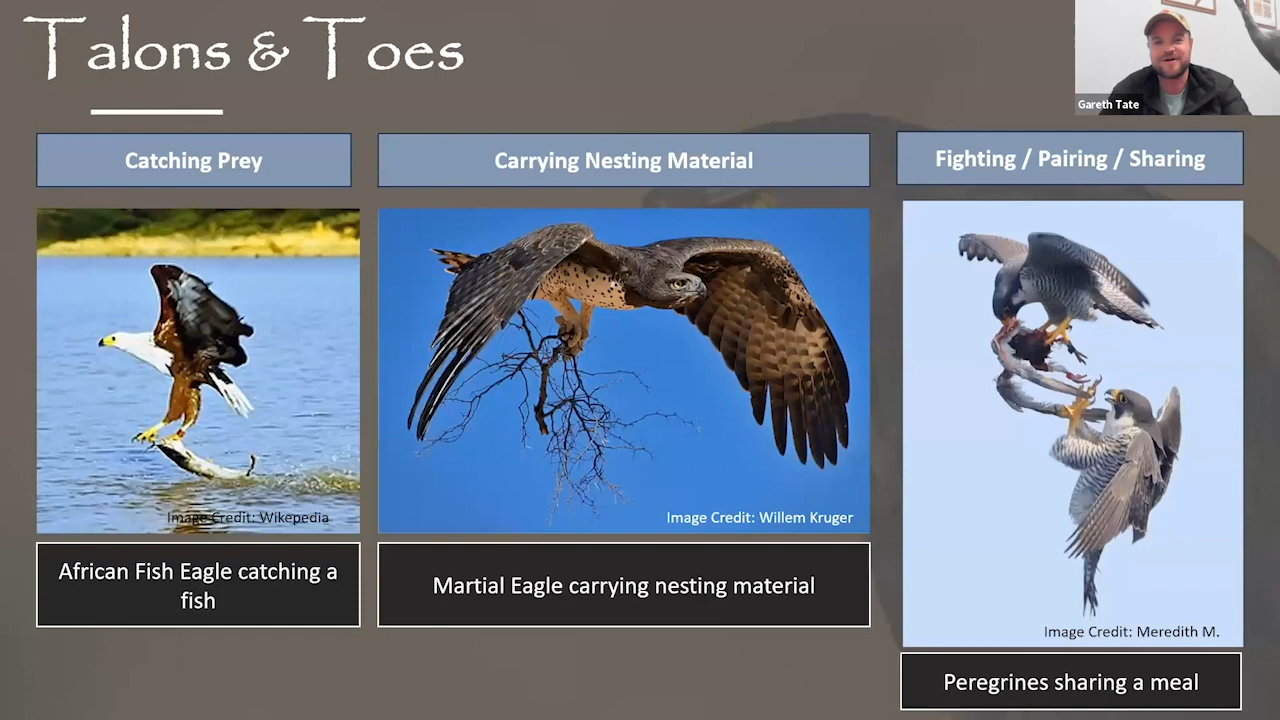 Talons & Toes
Gareth Tate
Catching Prey
Carrying Nesting Material
Fighting / Pairing / Sharing
Image Credit: Wikepedia
Image Credit: Willem Kruger
Image Credit: Meredith M.
African Fish Eagle catching a
fish
Martial Eagle carrying nesting material
Peregrines sharing a meal